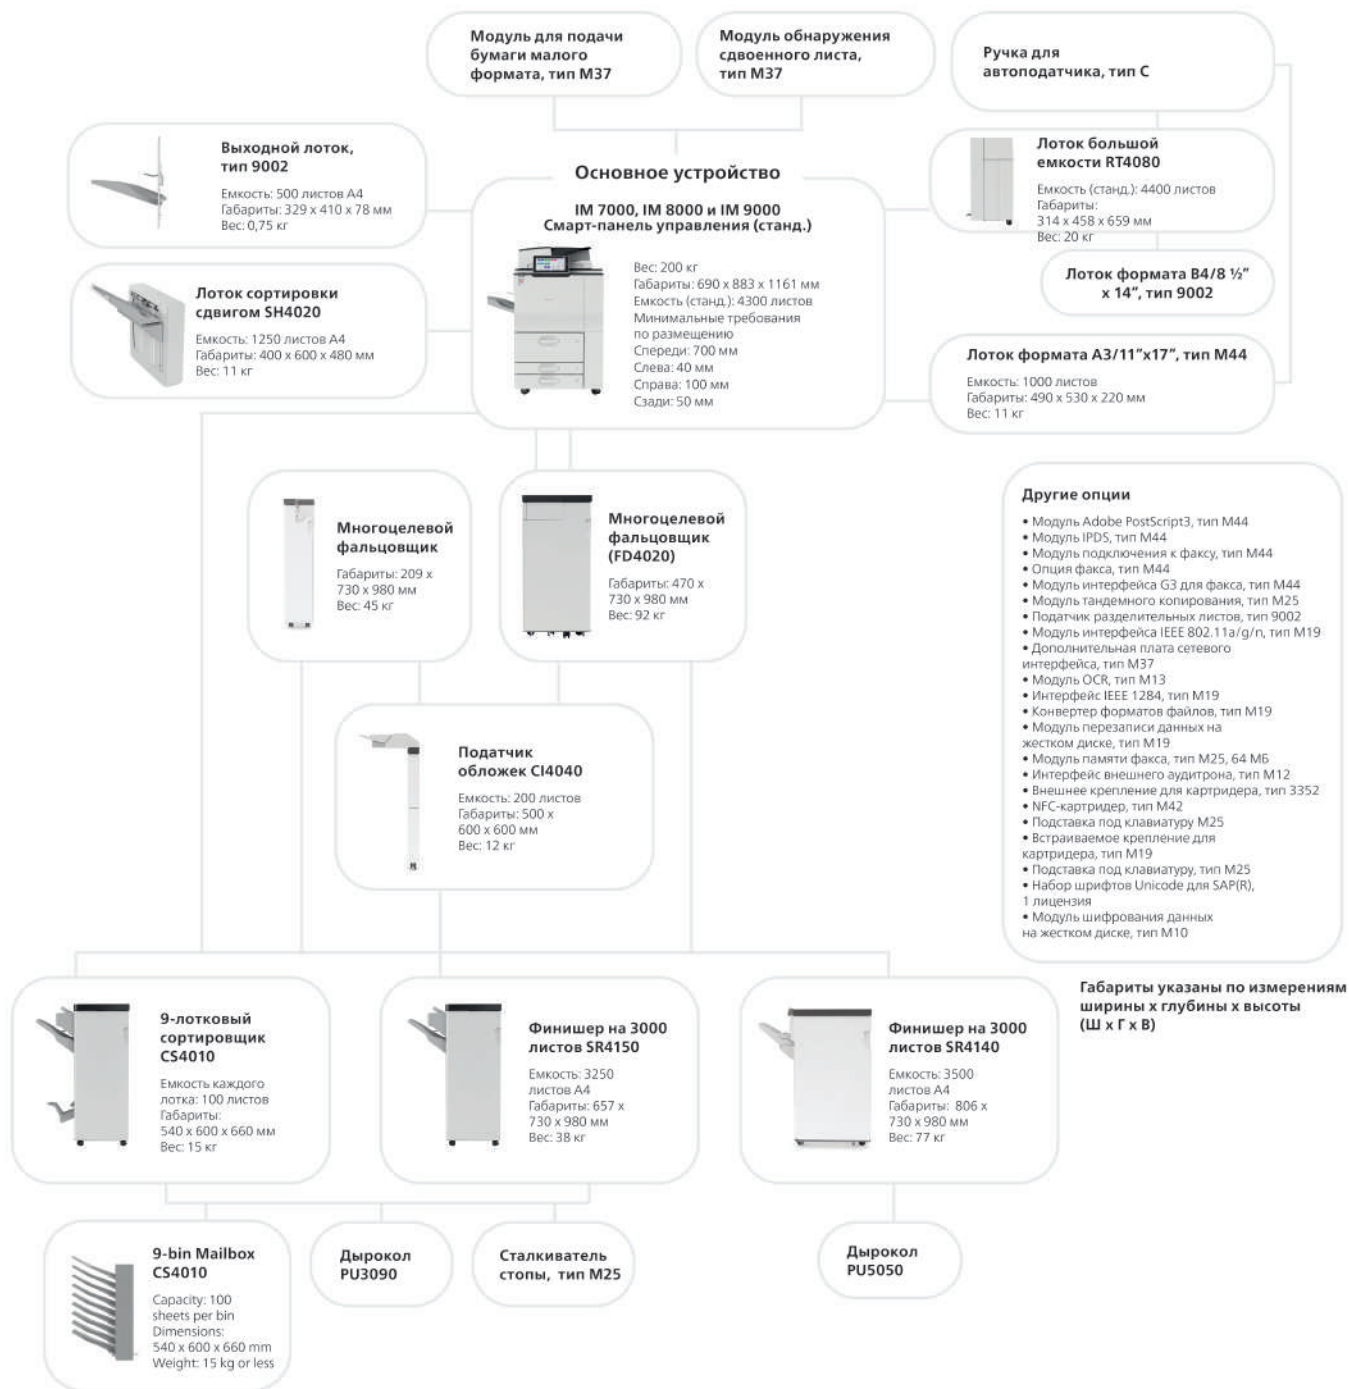 Модуль для подачи
бумаги малого
формата, тип M37
Модуль обнаружения
сдвоенного листа,
тип M37
Ручка для
автоподатчика, тип C
Выходной лоток,
тип 9002
Емкость: 500 листов A4
Габариты: 329 x 410 x 78 мм
Вес: 0,75 кг
Лоток сортировки
сдвигом SH4020
Емкость: 1250 листов A4
Габариты: 400 x 600 x 480 мм
Вес: 11 кг
Основное устройство
IM 7000, IM 8000 и IM 9000
Смарт-панель управления (станд.)
Вес: 200 кг
Габариты: 690 x 883 x 1161 мм
Емкость (станд.): 4300 листов
Минимальные требования
по размещению
Спереди: 700 мм
Слева: 40 мм
Справа: 100 мм
Сзади: 50 мм
Лоток большой
емкости RT4080
Емкость (станд.): 4400 листов
Габариты:
314 x 458 x 659 мм
Вес: 20 кг
Лоток формата B4/8 ½”
x 14”, тип 9002
Лоток формата A3/11”x17”, тип M44
Емкость: 1000 листов
Габариты: 490 x 530 x 220 мм
Вес: 11 кг
Многоцелевой
фальцовщик
Габариты: 209 x
730 x 980 мм
Вес: 45 кг
Многоцелевой
фальцовщик
(FD4020)
Габариты: 470 x
730 x 980 мм
Вес: 92 кг
Податчик
обложек CI4040
Емкость: 200 листов
Габариты: 500 x
600 x 600 мм
Вес: 12 кг
Другие опции
• Модуль Adobe PostScript3, тип M44
• Модуль IPDS, тип M44
• Модуль подключения к факсу, тип M44
• Опция факса, тип M44
• Модуль интерфейса G3 для факса, тип M44
• Модуль тандемного копирования, тип M25
• Податчик разделительных листов, тип 9002
• Модуль интерфейса IEEE 802.11a/g/n, тип M19
• Дополнительная плата сетевого
интерфейса, тип M37
• Модуль OCR, тип M13
• Интерфейс IEEE 1284, тип M19
• Конвертер форматов файлов, тип M19
• Модуль перезаписи данных на
жестком диске, тип M19
• Модуль памяти факса, тип M25, 64 Мб
• Интерфейс внешнего аудитрона, тип M12
• Внешнее крепление для картридера, тип 3352
• NFC-картридер, тип M42
• Подставка под клавиатуру M25
• Встраиваемое крепление для
картридера, тип M19
• Подставка под клавиатуру, тип M25
• Набор шрифтов Unicode для SAP(R),
1 лицензия
• Модуль шифрования данных
на жестком диске, тип M10
Габариты указаны по измерениям
ширины x глубины x высоты
(Ш x Г x В)
9-лотковый
сортировщик
CS4010
Емкость каждого
лотка: 100 листов
Габариты:
540 x 600 x 660 мм
Вес: 15 кг
Финишер на 3000
листов SR4150
Емкость: 3250
листов A4
Габариты: 657 x
730 x 980 мм
Вес: 38 кг
Финишер на 3000
листов SR4140
Емкость: 3500
листов A4
Габариты: 806 x
730 x 980 мм
Вес: 77 кг
9-bin Mailbox
CS4010
Capacity: 100
sheets per bin
Dimensions:
540 x 600 x 660 mm
Weight: 15 kg or less
Дырокол
PU3090
Сталкиватель
стопы, тип M25
Дырокол
PU5050